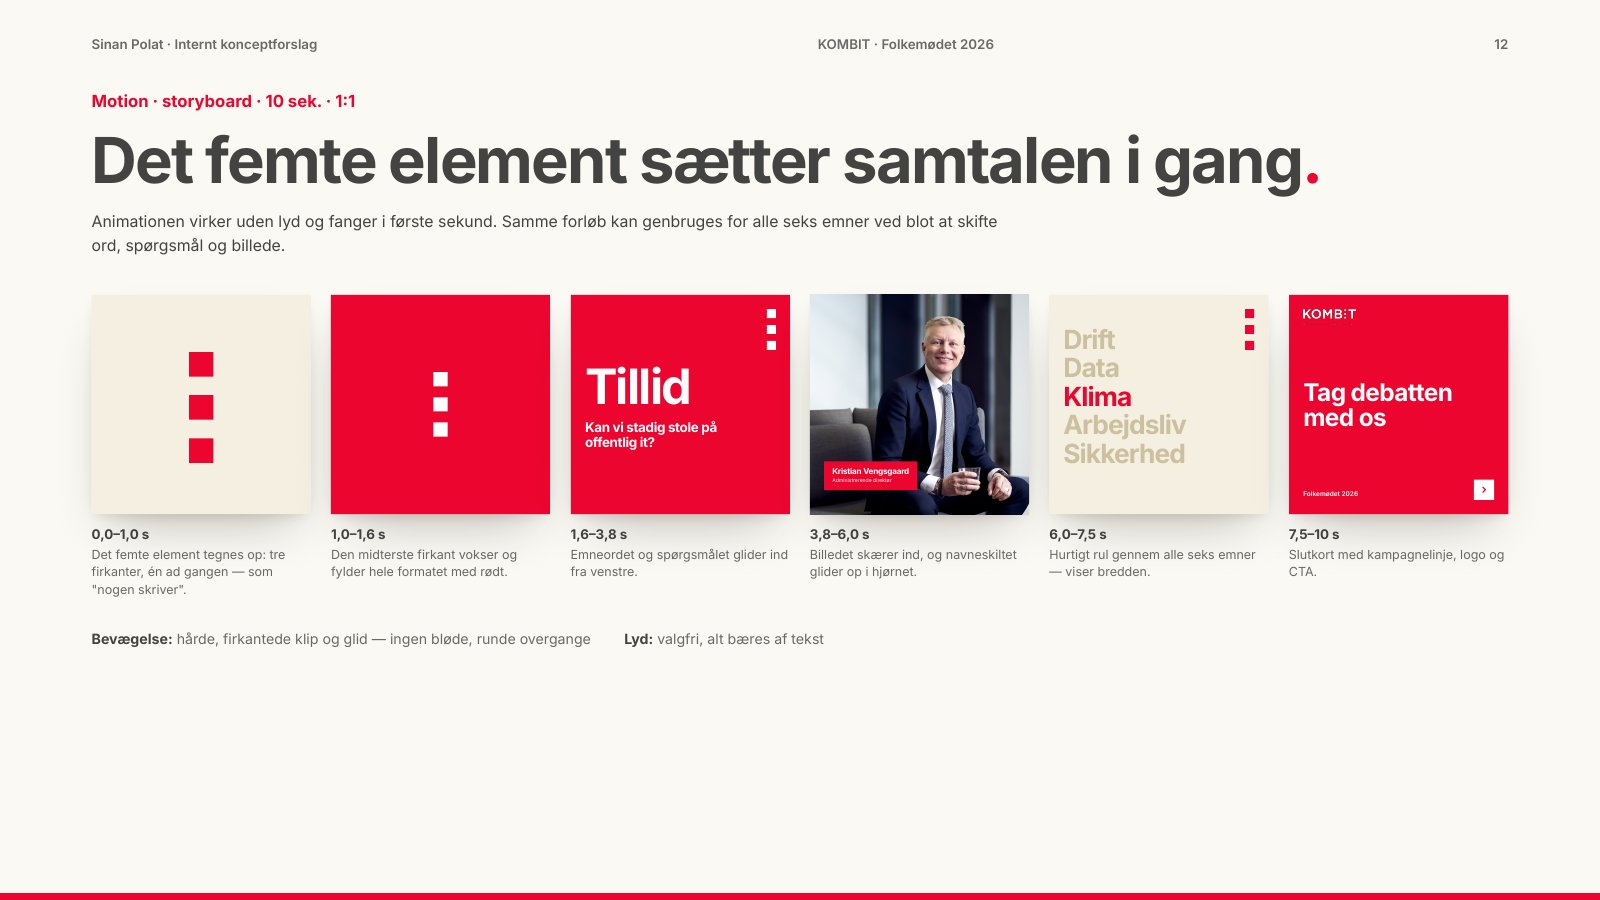 Sinan Polat · Internt konceptforslag
KOMBIT · Folkemødet 2026
12
Motion · storyboard · 10 sek. · 1:1
Det femte element sætter samtalen i gang.
Animationen virker uden lyd og fanger i første sekund. Samme forløb kan genbruges for alle seks emner ved blot at skifte
ord, spørgsmål og billede.
Tillid
Kan vi stadig stole på
offentlig it?
Kristian Vengsgaard
Administrerende direktør
Drift
Data
Klima
Arbejdsliv
Sikkerhed
KOMBIT
Tag debatten
med os
Folkemødet 2026
›
0,0–1,0 s
Det femte element tegnes op: tre
firkanter, én ad gangen — som
"nogen skriver".
1,0–1,6 s
Den midterste firkant vokser og
fylder hele formatet med rødt.
1,6–3,8 s
Emneordet og spørgsmålet glider ind
fra venstre.
3,8–6,0 s
Billedet skærer ind, og navneskiltet
glider op i hjørnet.
6,0–7,5 s
Hurtigt rul gennem alle seks emner
— viser bredden.
7,5–10 s
Slutkort med kampagnelinje, logo og
CTA.
Bevægelse: hårde, firkantede klip og glid — ingen bløde, runde overgange
Lyd: valgfri, alt bæres af tekst